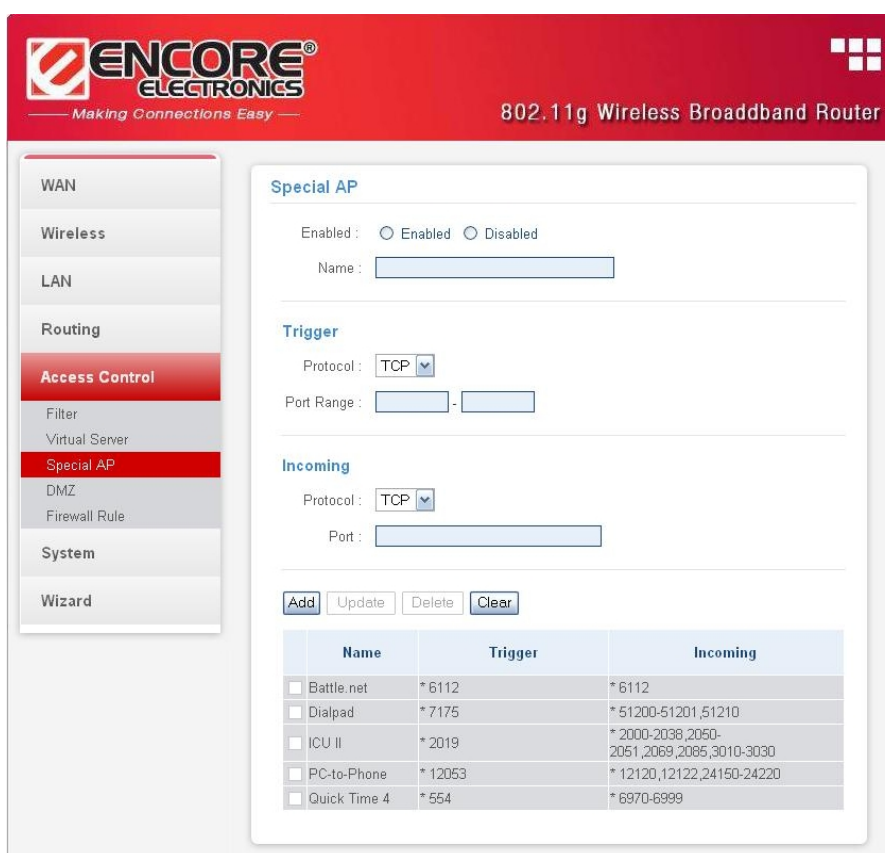 ENCORE®
ELECTRONICS
Making Connections Easy
802.11g Wireless Broaddband Router
WAN
Wireless
LAN
Routing
Access Control
Filter
Virtual Server
Special AP
DMZ
Firewall Rule
System
Wizard
Special AP
Enabled : Enabled Disabled
Name :
Trigger
Protocol : TCP
Port Range : -
Incoming
Protocol : TCP
Port :
Add Update Delete Clear
Name Trigger Incoming
Battle.net * 6112 * 6112
Dialpad * 7175 * 51200-51201,51210
ICU II * 2019 * 2000-2038,2050-
2051,2069,2085,3010-3030
PC-to-Phone * 12053 * 12120,12122,24150-24220
Quick Time 4 * 554 * 6970-6999